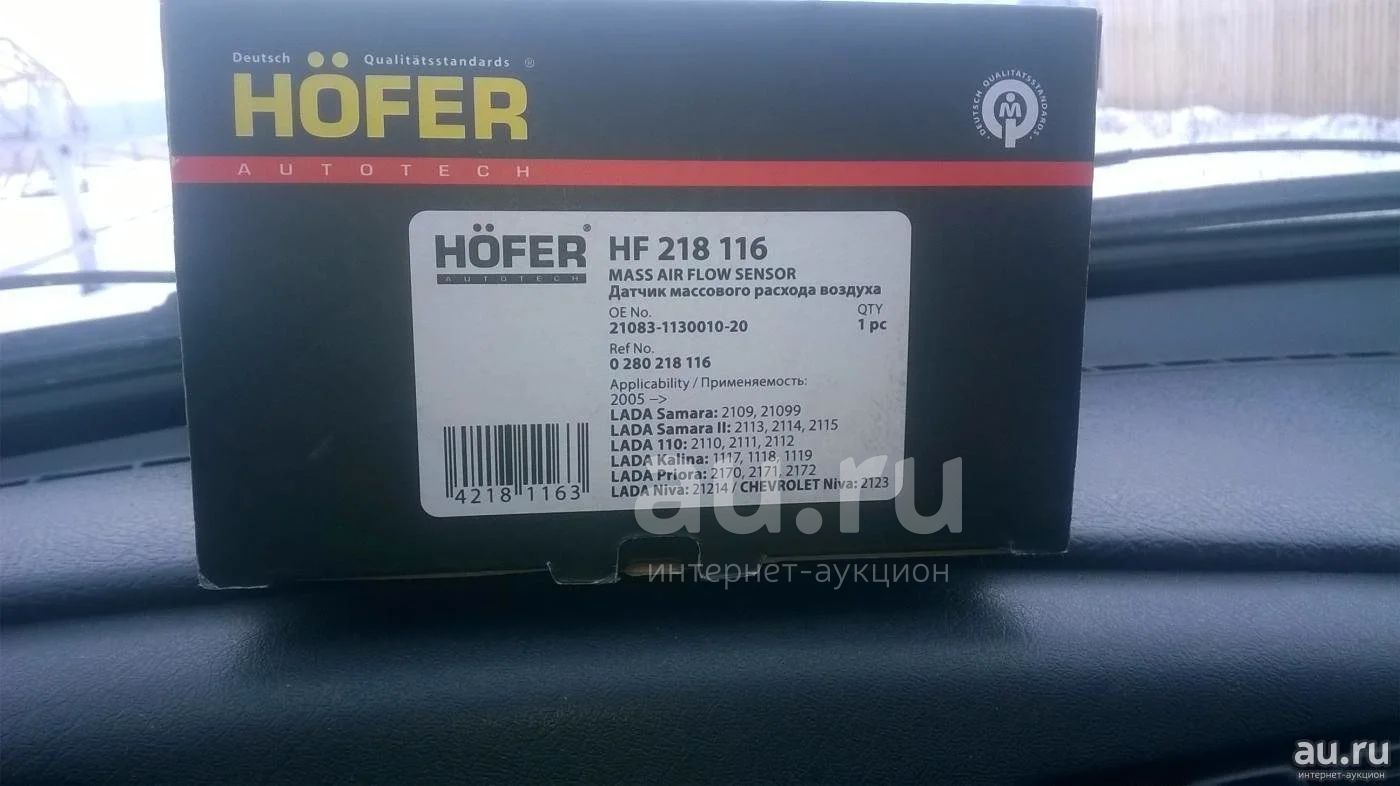 Deutsch Qualitätsstandards ®
HÖFER
AUTOTECH
DEUTSCH QUALITÄTSSTANDARDS
M
HÖFER®
AUTOTECH
HF 218 116
MASS AIR FLOW SENSOR
Датчик массового расхода воздуха
OE No. QTY
21083-1130010-20 1 pc
Ref No.
0 280 218 116
Applicability / Применяемость:
2005 —>
LADA Samara: 2109, 21099
LADA Samara II: 2113, 2114, 2115
LADA 110: 2110, 2111, 2112
LADA Kalina: 1117, 1118, 1119
LADA Priora: 2170, 2171, 2172
LADA Niva: 21214 / CHEVROLET Niva: 2123
4218 1163
au.ru
интернет-аукцион
au.ru
интернет-аукцион